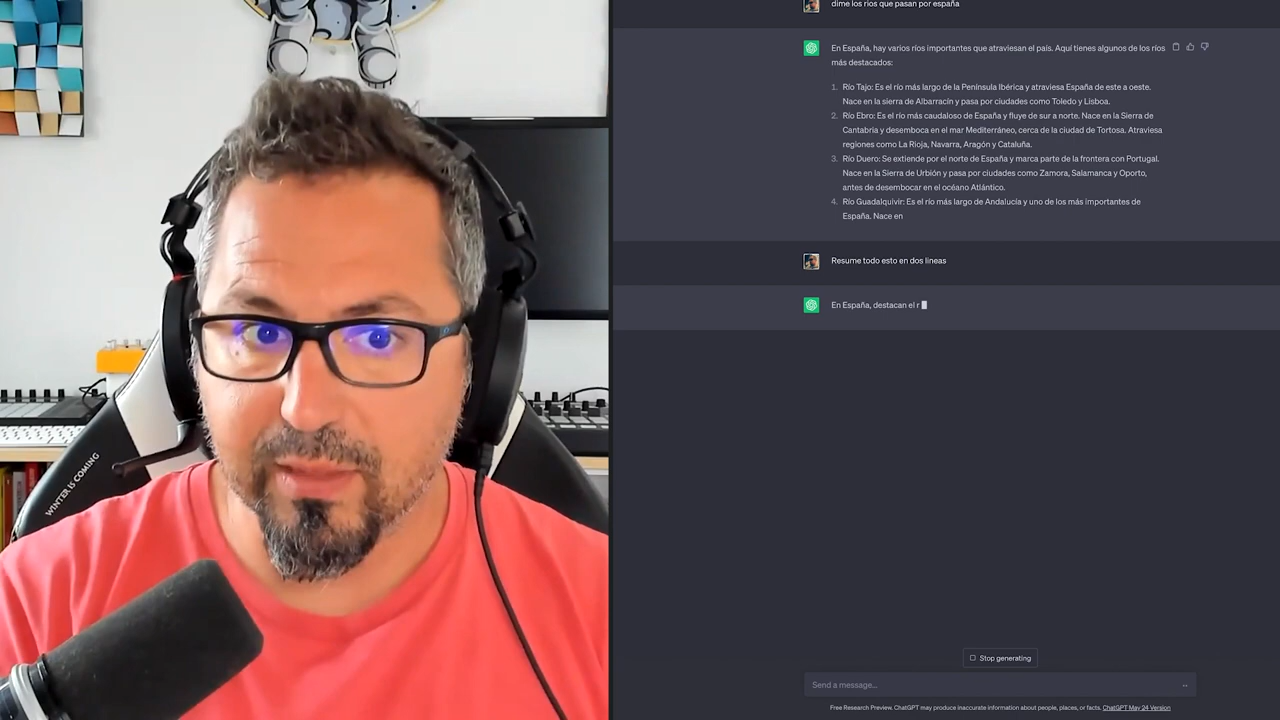 dime los rios que pasan por españa
En España, hay varios ríos importantes que atraviesan el país. Aquí tienes algunos de los ríos
más destacados:
1. Río Tajo: Es el río más largo de la Península Ibérica y atraviesa España de este a oeste.
Nace en la sierra de Albarracín y pasa por ciudades como Toledo y Lisboa.
2. Río Ebro: Es el río más caudaloso de España y fluye de sur a norte. Nace en la Sierra de
Cantabria y desemboca en el mar Mediterráneo, cerca de la ciudad de Tortosa. Atraviesa
regiones como La Rioja, Navarra, Aragón y Cataluña.
3. Río Duero: Se extiende por el norte de España y marca parte de la frontera con Portugal.
Nace en la Sierra de Urbión y pasa por ciudades como Zamora, Salamanca y Oporto,
antes de desembocar en el océano Atlántico.
4. Río Guadalquivir: Es el río más largo de Andalucía y uno de los más importantes de
España. Nace en
Resume todo esto en dos lineas
En España, destacan el r
WINTER IS COMING
Stop generating
Send a message...
Free Research Preview. ChatGPT may produce inaccurate information about people, places, or facts. ChatGPT May 24 Version